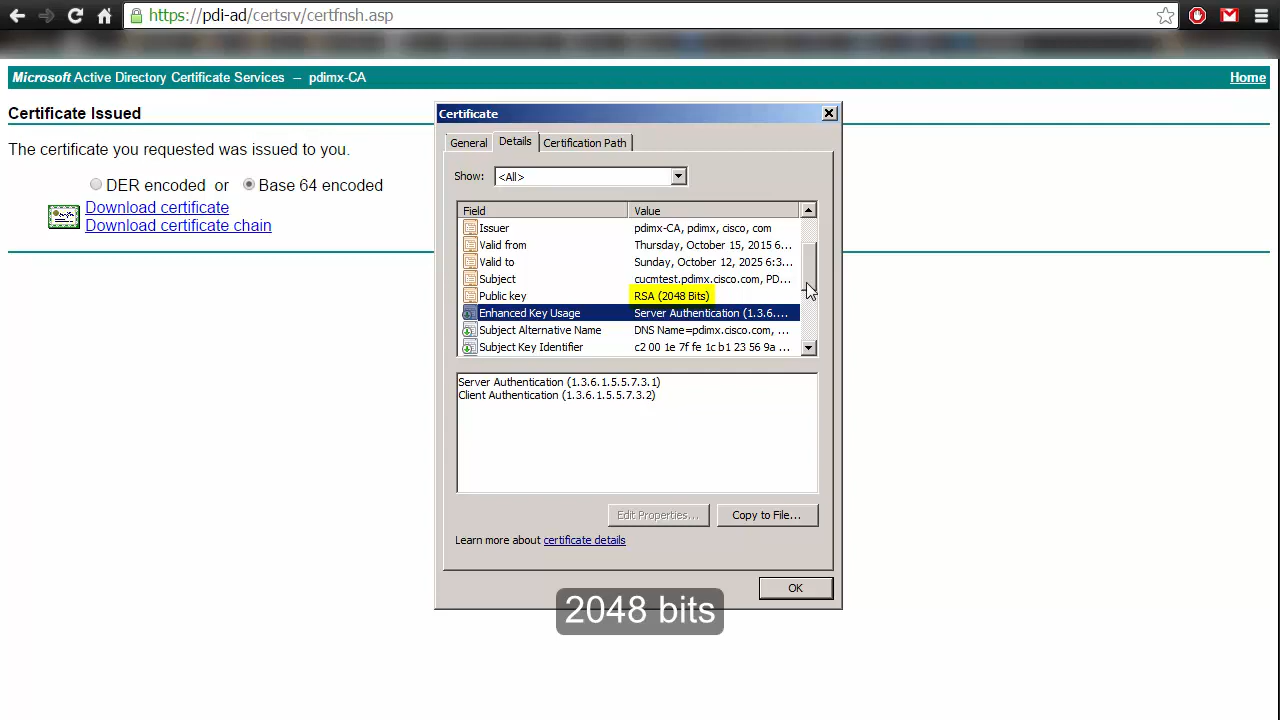 https://pdi-ad/certsrv/certfnsh.asp
Microsoft Active Directory Certificate Services – pdimx-CA
Home
Certificate Issued
The certificate you requested was issued to you.
DER encoded or Base 64 encoded
Download certificate
Download certificate chain
Certificate
General Details Certification Path
Show: <All>
Field Value
Issuer pdimx-CA, pdimx, cisco, com
Valid from Thursday, October 15, 2015 6...
Valid to Sunday, October 12, 2025 6:3...
Subject cucmtest.pdimx.cisco.com, PD...
Public key RSA (2048 Bits)
Enhanced Key Usage Server Authentication (1.3.6....
Subject Alternative Name DNS Name=pdimx.cisco.com, ...
Subject Key Identifier c2 00 1e 7f fe 1c b1 23 56 9a ...
Server Authentication (1.3.6.1.5.5.7.3.1)
Client Authentication (1.3.6.1.5.5.7.3.2)
Edit Properties... Copy to File...
Learn more about certificate details
OK
2048 bits